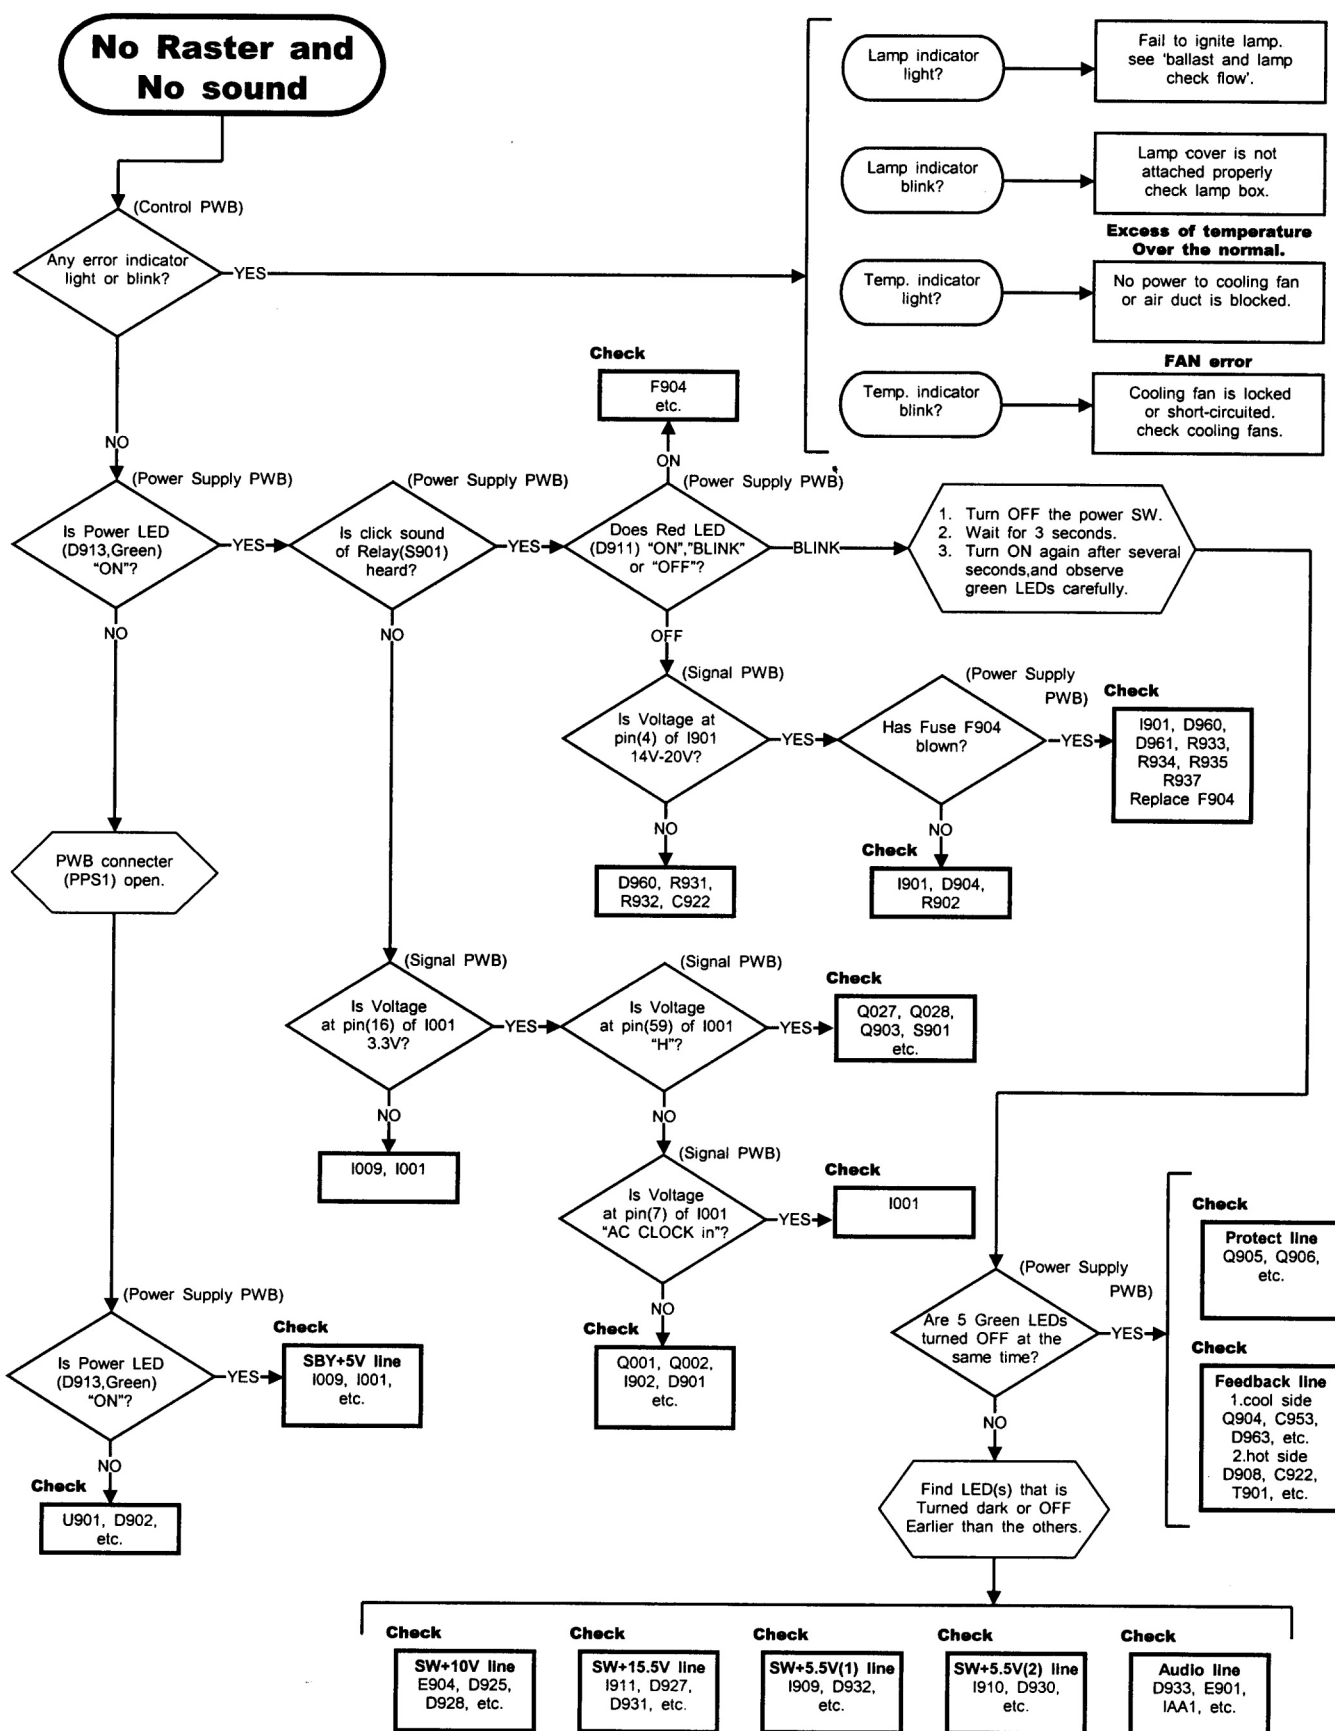 No Raster and
No sound
Lamp indicator
light?
Fail to ignite lamp.
see 'ballast and lamp
check flow'.
Lamp indicator
blink?
Lamp cover is not
attached properly
check lamp box.
(Control PWB)
Any error indicator
light or blink?
YES
Excess of temperature
Over the normal.
Temp. indicator
light?
No power to cooling fan
or air duct is blocked.
FAN error
Temp. indicator
blink?
Cooling fan is locked
or short-circuited.
check cooling fans.
Check
F904
etc.
NO
ON
(Power Supply PWB)
Is Power LED
(D913,Green)
"ON"?
YES
(Power Supply PWB)
Is click sound
of Relay(S901)
heard?
YES
(Power Supply PWB)
Does Red LED
(D911) "ON","BLINK"
or "OFF"?
BLINK
1. Turn OFF the power SW.
2. Wait for 3 seconds.
3. Turn ON again after several
seconds,and observe
green LEDs carefully.
NO
NO
OFF
(Signal PWB)
Is Voltage at
pin(4) of I901
14V-20V?
YES
(Power Supply
PWB)
Has Fuse F904
blown?
YES
Check
I901, D960,
D961, R933,
R934, R935
R937
Replace F904
NO
D960, R931,
R932, C922
NO
Check
I901, D904,
R902
PWB connecter
(PPS1) open.
(Signal PWB)
Is Voltage
at pin(16) of I001
3.3V?
YES
(Signal PWB)
Is Voltage
at pin(59) of I001
"H"?
YES
Check
Q027, Q028,
Q903, S901
etc.
NO
I009, I001
NO
(Signal PWB)
Is Voltage
at pin(7) of I001
"AC CLOCK in"?
YES
Check
I001
NO
Check
Q001, Q002,
I902, D901
etc.
(Power Supply PWB)
Is Power LED
(D913,Green)
"ON"?
YES
Check
SBY+5V line
I009, I001,
etc.
NO
Check
U901, D902,
etc.
(Power Supply
PWB)
Are 5 Green LEDs
turned OFF at the
same time?
YES
Check
Protect line
Q905, Q906,
etc.
Check
Feedback line
1.cool side
Q904, C953,
D963, etc.
2.hot side
D908, C922,
T901, etc.
NO
Find LED(s) that is
Turned dark or OFF
Earlier than the others.
Check
SW+10V line
E904, D925,
D928, etc.
Check
SW+15.5V line
I911, D927,
D931, etc.
Check
SW+5.5V(1) line
I909, D932,
etc.
Check
SW+5.5V(2) line
I910, D930,
etc.
Check
Audio line
D933, E901,
IAA1, etc.